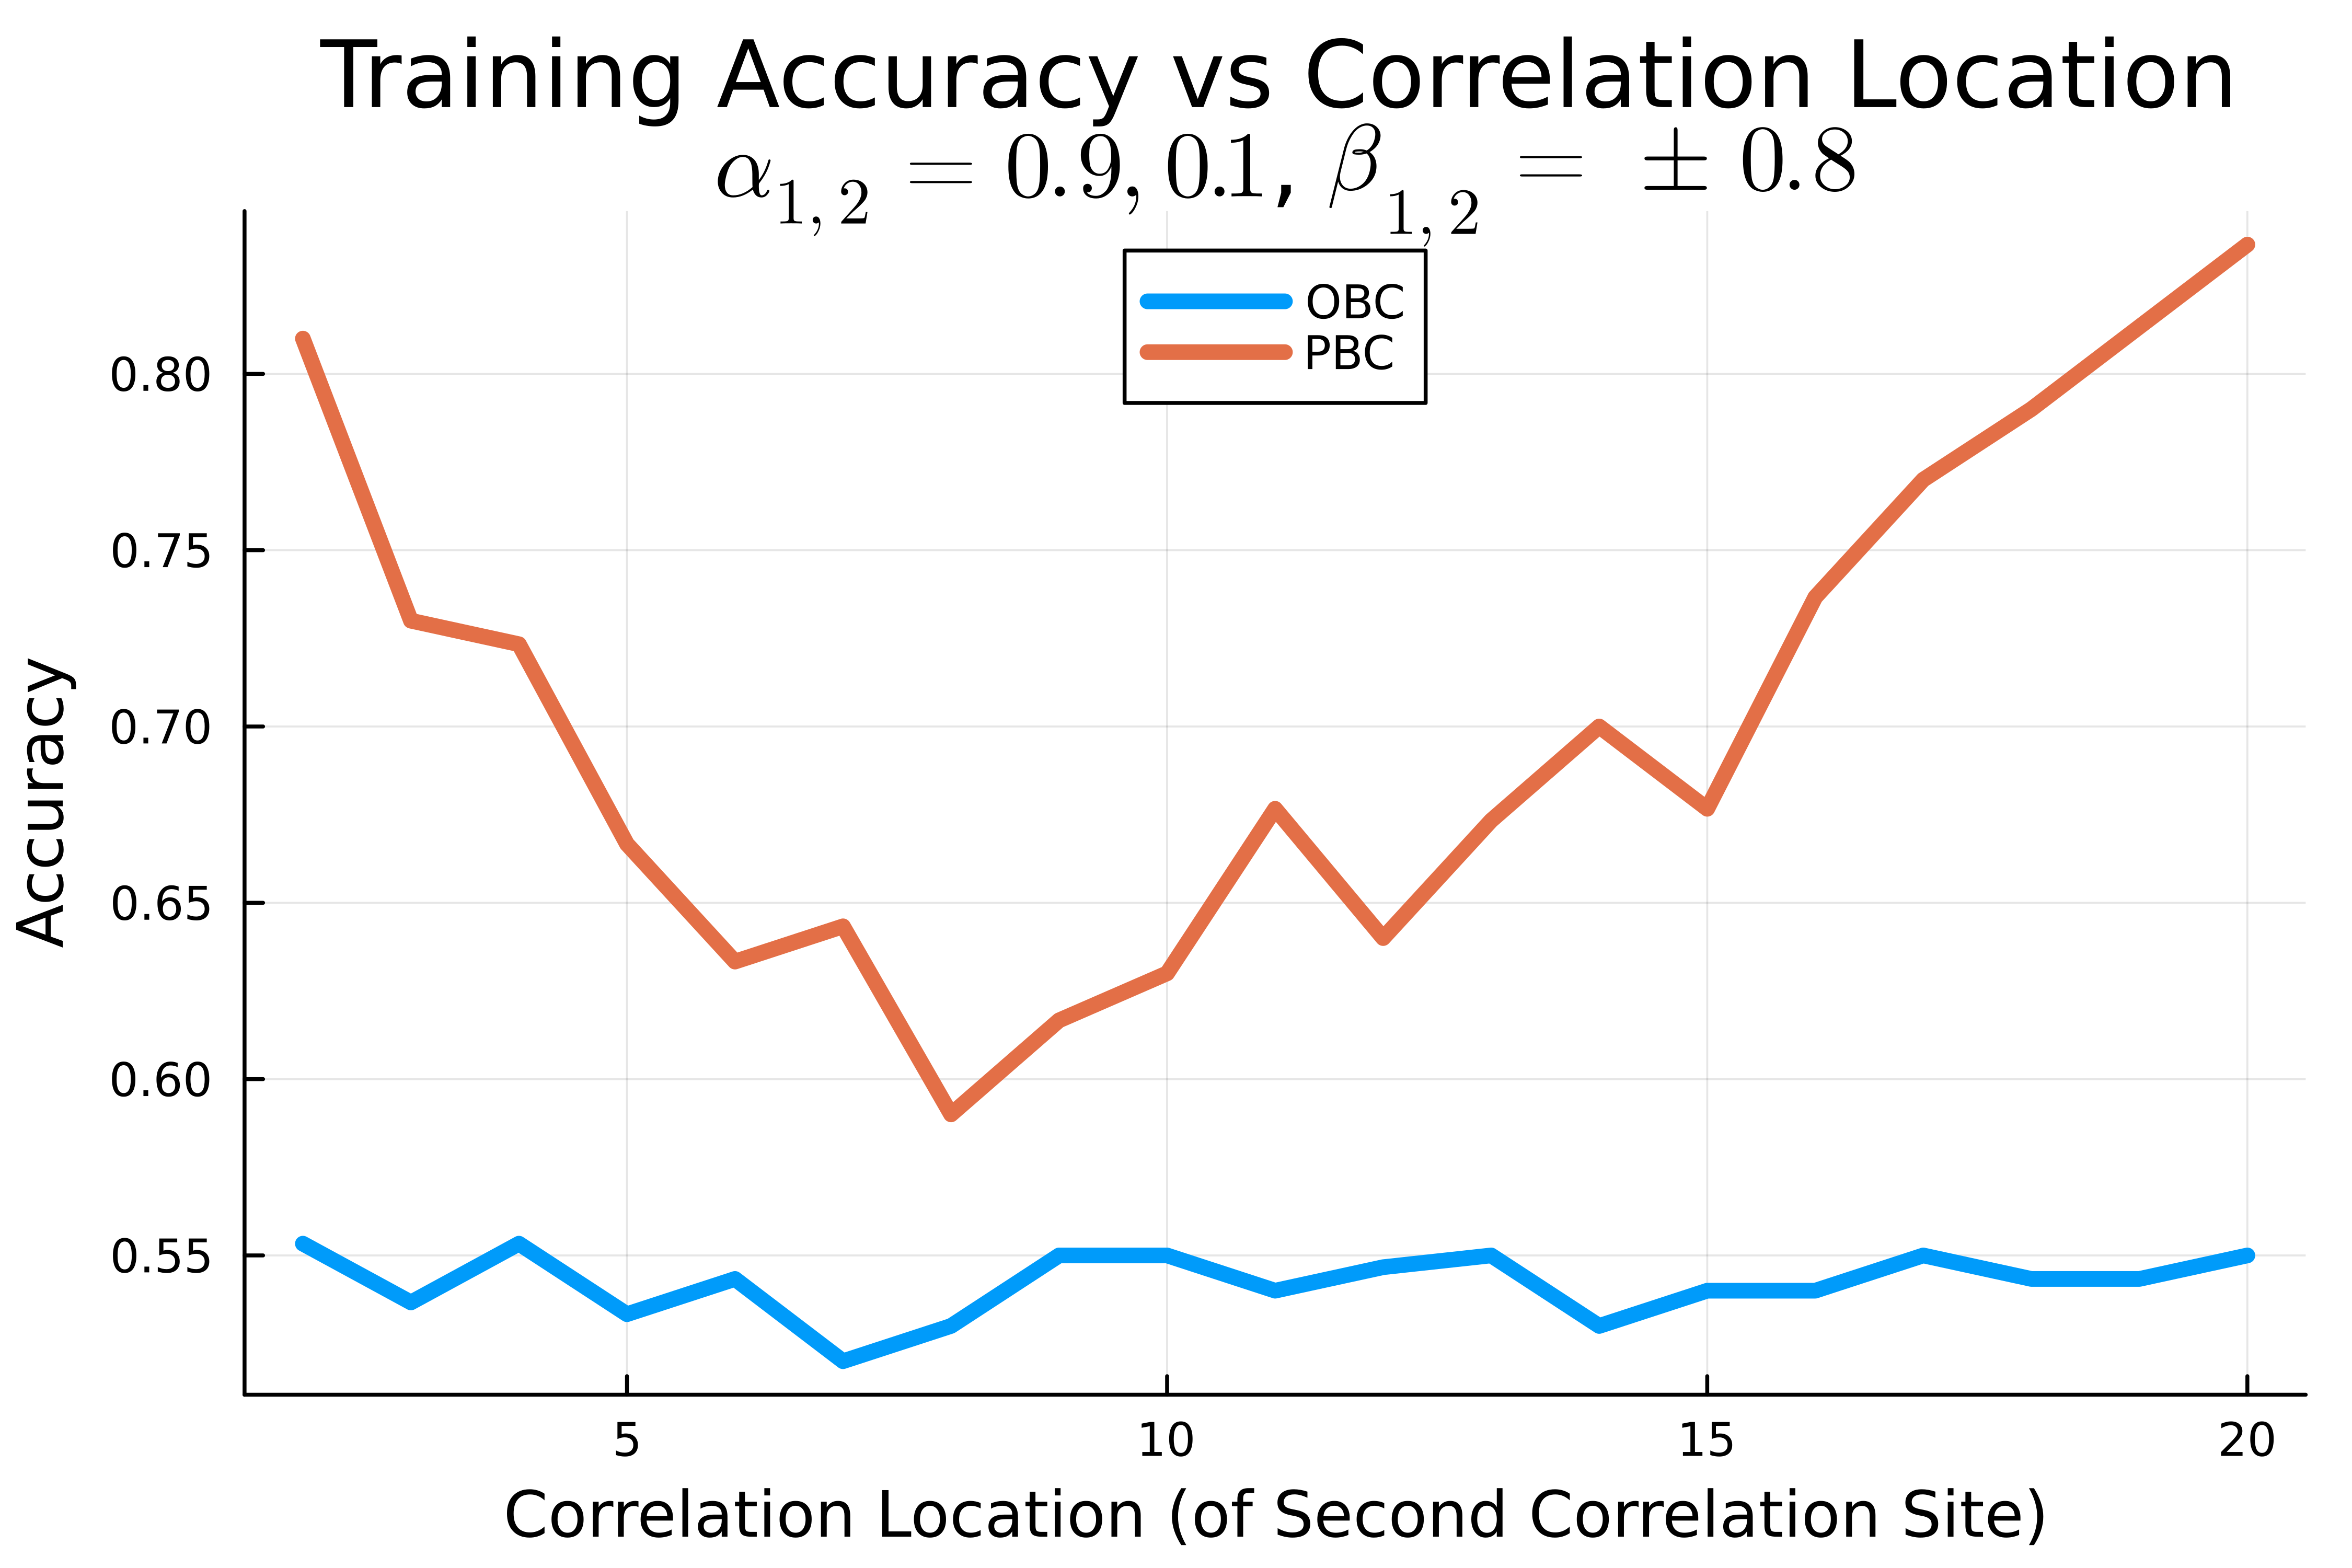 Training Accuracy vs Correlation Location
α1, 2 = 0.9, 0.1, β1, 2 = ± 0.8
OBC
PBC
0.80
0.75
0.70
0.65
0.60
0.55
Accuracy
5 10 15 20
Correlation Location (of Second Correlation Site)